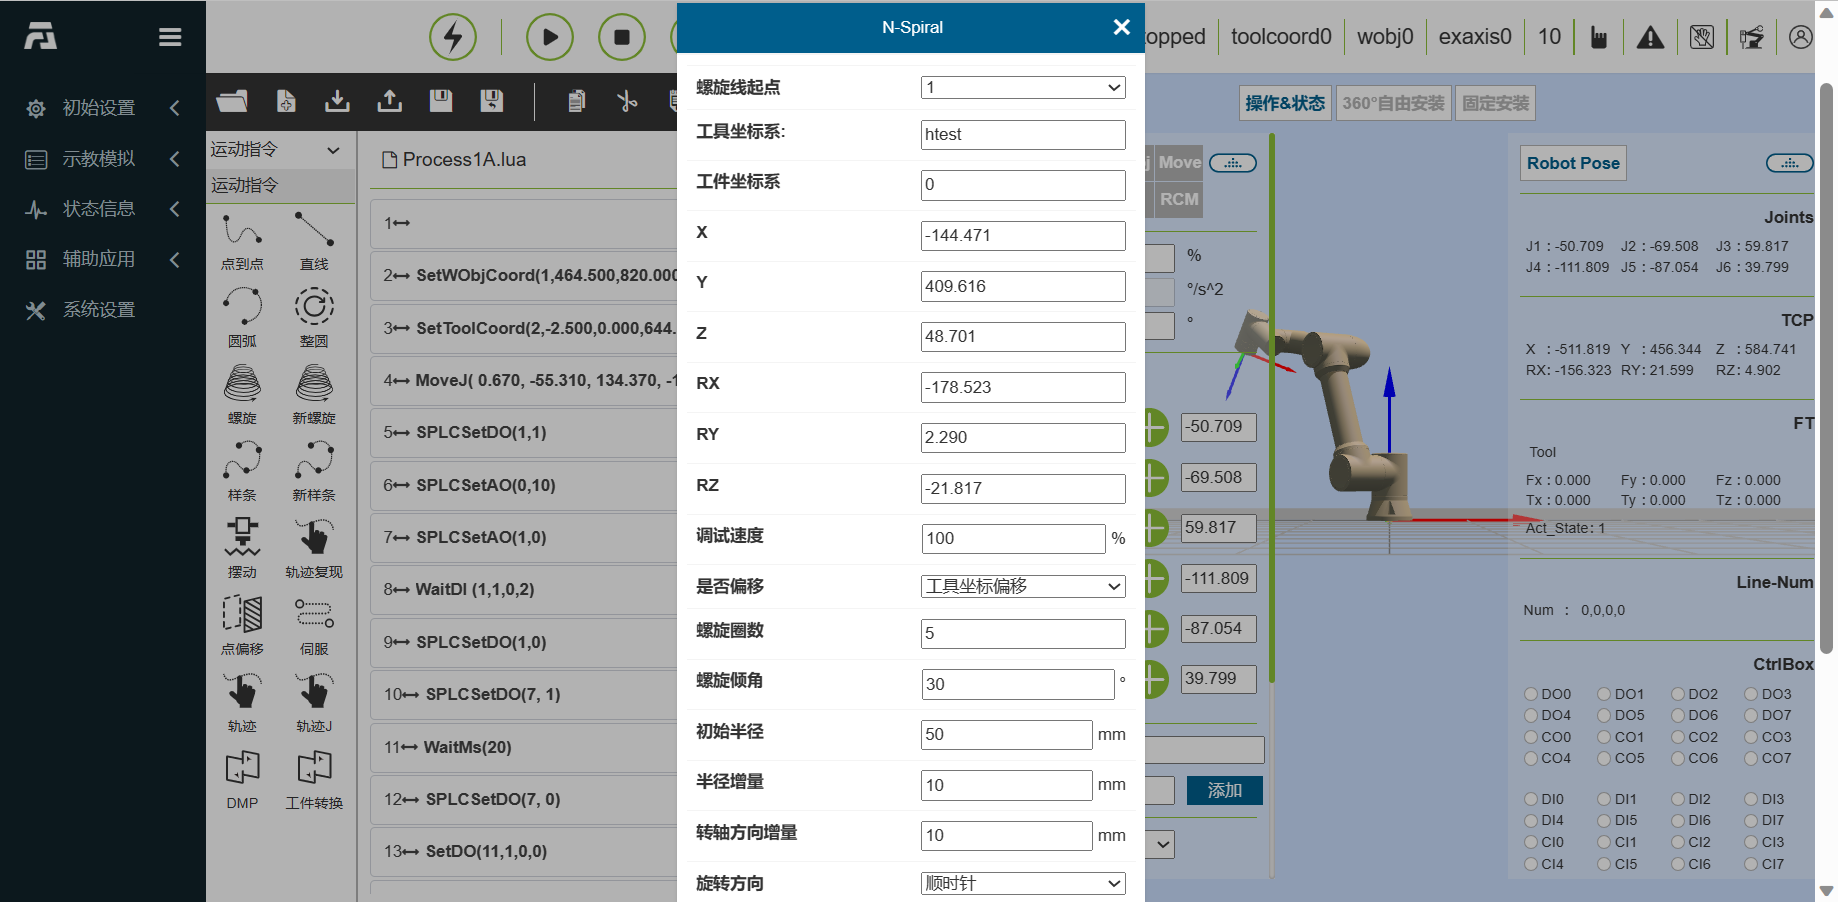 N-Spiral
opped
toolcoord0
wobj0
exaxis0
10
初始设置
示教模拟
状态信息
辅助应用
系统设置
运动指令
运动指令
点到点
直线
圆弧
整圆
螺旋
新螺旋
样条
新样条
摆动
轨迹复现
点偏移
伺服
轨迹
轨迹J
DMP
工件转换
Process1A.lua
1
2 SetWObjCoord(1,464.500,820.000
3 SetToolCoord(2,-2.500,0.000,644.
4 MoveJ( 0.670, -55.310, 134.370, -1
5 SPLCSetDO(1,1)
6 SPLCSetAO(0,10)
7 SPLCSetAO(1,0)
8 WaitDI (1,1,0,2)
9 SPLCSetDO(1,0)
10 SPLCSetDO(7, 1)
11 WaitMs(20)
12 SPLCSetDO(7, 0)
13 SetDO(11,1,0,0)
螺旋线起点 1
工具坐标系: htest
工件坐标系 0
X -144.471
Y 409.616
Z 48.701
RX -178.523
RY 2.290
RZ -21.817
调试速度 100 %
是否偏移 工具坐标偏移
螺旋圈数 5
螺旋倾角 30 °
初始半径 50 mm
半径增量 10 mm
转轴方向增量 10 mm
旋转方向 顺时针
Move
RCM
%
°/s^2
°
-50.709
-69.508
59.817
-111.809
-87.054
39.799
添加
操作&状态
360°自由安装
固定安装
Robot Pose
Joints
J1 : -50.709 J2 : -69.508 J3 : 59.817
J4 : -111.809 J5 : -87.054 J6 : 39.799
TCP
X : -511.819 Y : 456.344 Z : 584.741
RX: -156.323 RY: 21.599 RZ: 4.902
FT
Tool
Fx : 0.000 Fy : 0.000 Fz : 0.000
Tx : 0.000 Ty : 0.000 Tz : 0.000
Act_State: 1
Line-Num
Num : 0,0,0,0
CtrlBox
DO0 DO1 DO2 DO3
DO4 DO5 DO6 DO7
CO0 CO1 CO2 CO3
CO4 CO5 CO6 CO7
DI0 DI1 DI2 DI3
DI4 DI5 DI6 DI7
CI0 CI1 CI2 CI3
CI4 CI5 CI6 CI7